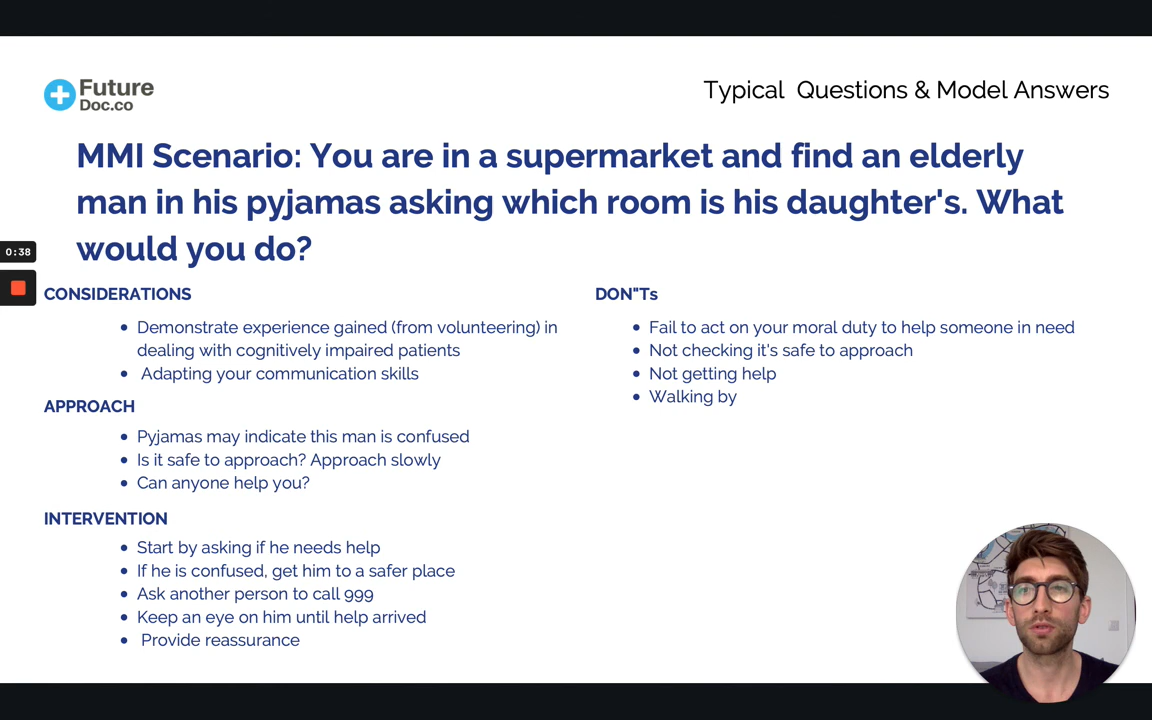 Future
Doc.co
Typical Questions & Model Answers
MMI Scenario: You are in a supermarket and find an elderly
man in his pyjamas asking which room is his daughter's. What
would you do?
0:38
CONSIDERATIONS
Demonstrate experience gained (from volunteering) in
dealing with cognitively impaired patients
Adapting your communication skills
APPROACH
Pyjamas may indicate this man is confused
Is it safe to approach? Approach slowly
Can anyone help you?
INTERVENTION
Start by asking if he needs help
If he is confused, get him to a safer place
Ask another person to call 999
Keep an eye on him until help arrived
Provide reassurance
DON"Ts
Fail to act on your moral duty to help someone in need
Not checking it's safe to approach
Not getting help
Walking by